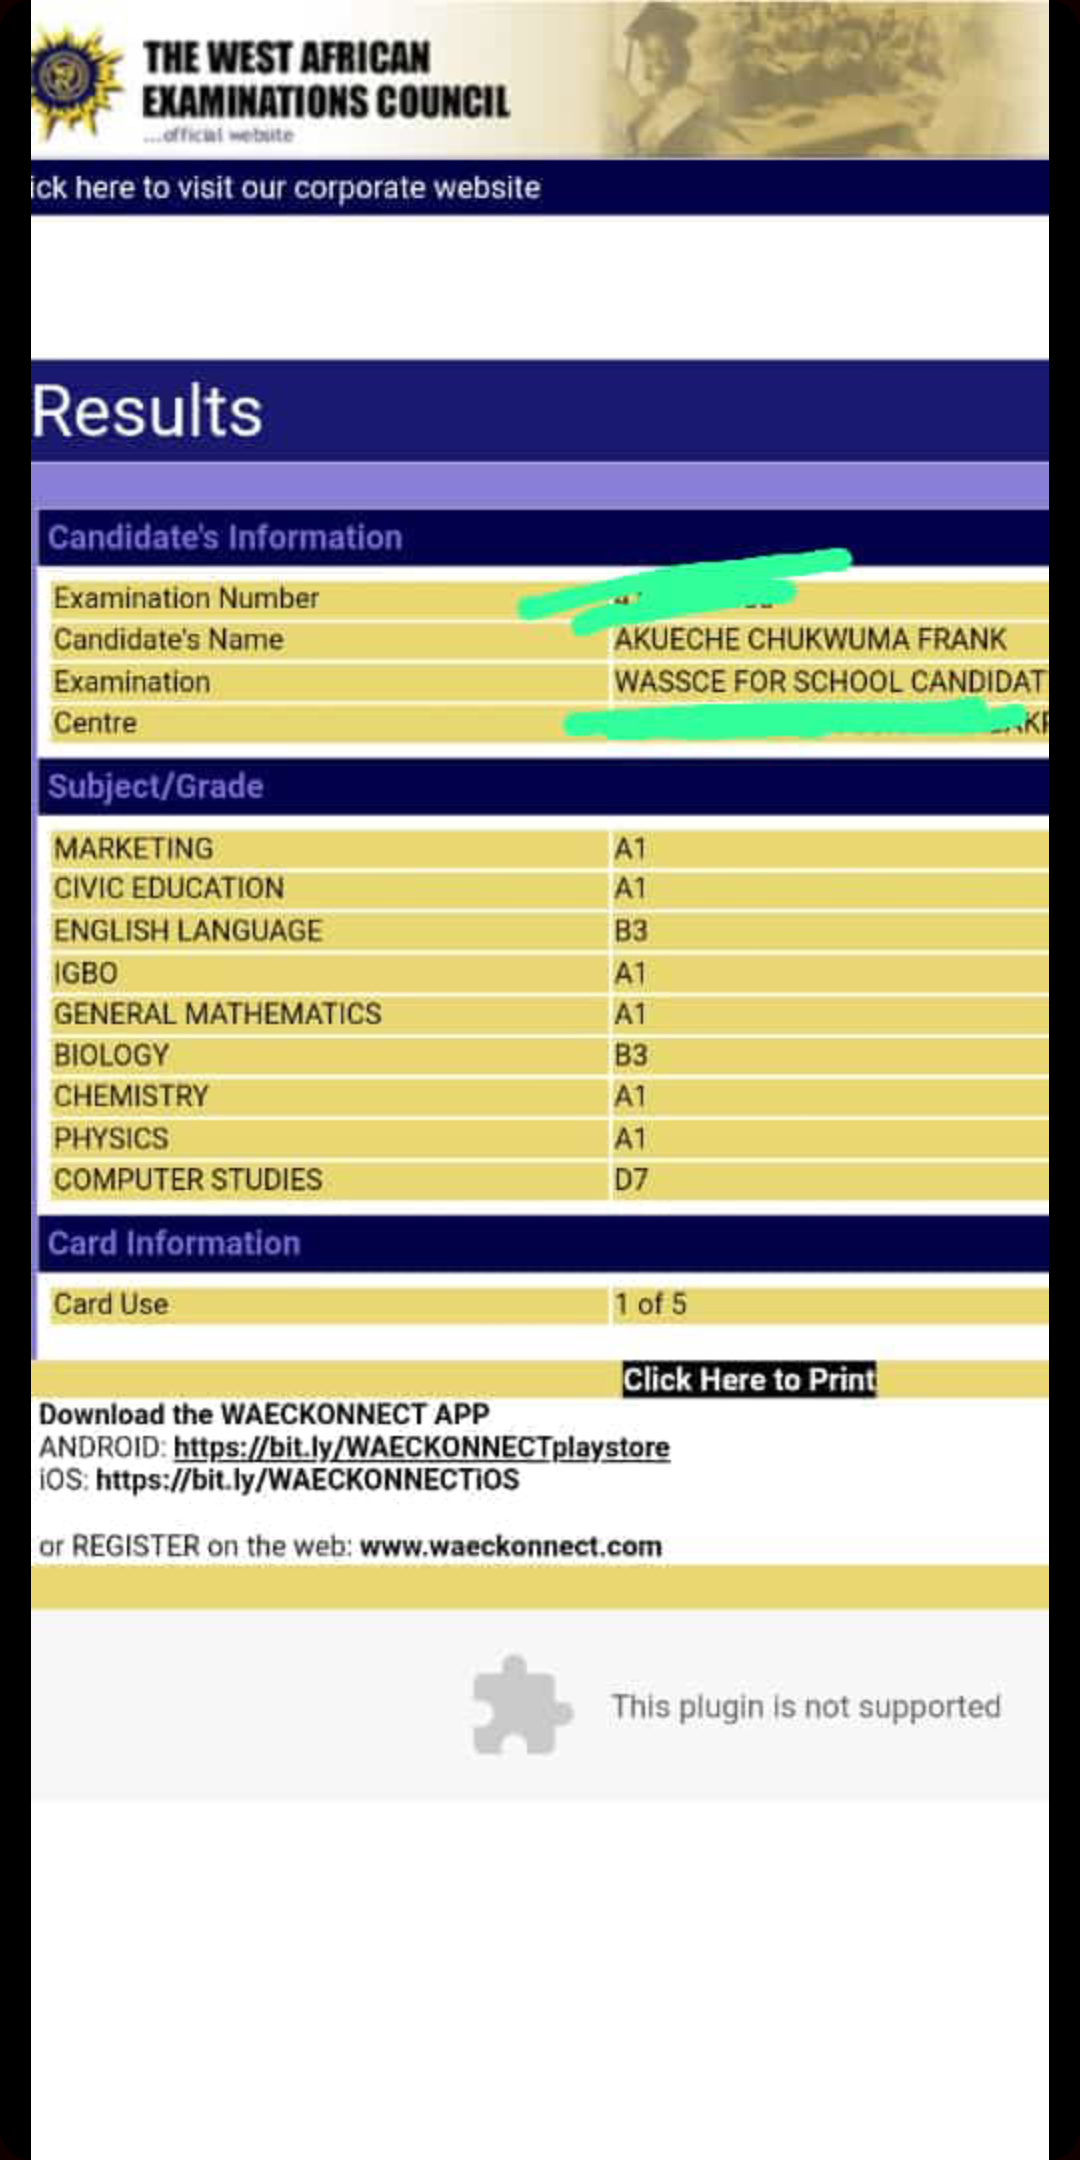 THE WEST AFRICAN
EXAMINATIONS COUNCIL
...official website
ick here to visit our corporate website
Results
Candidate's Information
Examination Number
Candidate's Name AKUECHE CHUKWUMA FRANK
Examination WASSCE FOR SCHOOL CANDIDAT
Centre
Subject/Grade
MARKETING A1
CIVIC EDUCATION A1
ENGLISH LANGUAGE B3
IGBO A1
GENERAL MATHEMATICS A1
BIOLOGY B3
CHEMISTRY A1
PHYSICS A1
COMPUTER STUDIES D7
Card Information
Card Use 1 of 5
Click Here to Print
Download the WAECKONNECT APP
ANDROID: https://bit.ly/WAECKONNECTplaystore
iOS: https://bit.ly/WAECKONNECTiOS
or REGISTER on the web: www.waeckonnect.com
This plugin is not supported